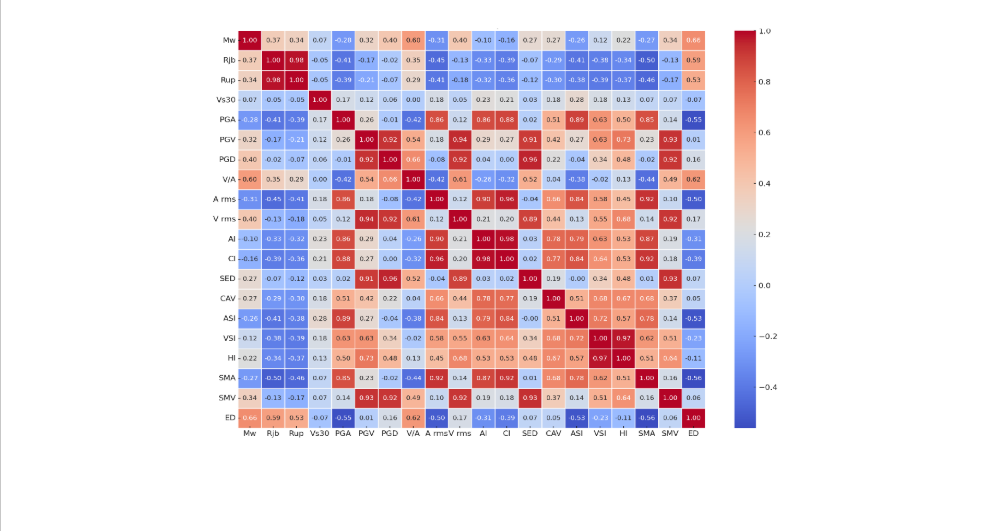 Mw 1.00 0.37 0.34 0.07 -0.28 0.32 0.40 0.60 -0.31 0.40 -0.10 -0.16 0.27 0.27 -0.26 0.12 0.22 -0.27 0.34 0.66 1.0
Rjb 0.37 1.00 0.98 -0.05 -0.41 -0.17 -0.02 0.35 -0.45 -0.13 -0.33 -0.39 -0.07 -0.29 -0.41 -0.38 -0.34 -0.50 -0.13 0.59
Rup 0.34 0.98 1.00 -0.05 -0.39 -0.21 -0.07 0.29 -0.41 -0.18 -0.32 -0.36 -0.12 -0.30 -0.38 -0.39 -0.37 -0.46 -0.17 0.53 0.8
Vs30 0.07 -0.05 -0.05 1.00 0.17 0.12 0.06 0.00 0.18 0.05 0.23 0.21 0.03 0.18 0.28 0.18 0.13 0.07 0.07 -0.07
PGA -0.28 -0.41 -0.39 0.17 1.00 0.26 -0.01 -0.42 0.86 0.12 0.86 0.88 0.02 0.51 0.89 0.63 0.50 0.85 0.14 -0.55
PGV 0.32 -0.17 -0.21 0.12 0.26 1.00 0.92 0.54 0.18 0.94 0.29 0.27 0.91 0.42 0.27 0.63 0.73 0.23 0.93 0.01 0.6
PGD 0.40 -0.02 -0.07 0.06 -0.01 0.92 1.00 0.66 -0.08 0.92 0.04 0.00 0.96 0.22 -0.04 0.34 0.48 -0.02 0.92 0.16
V/A 0.60 0.35 0.29 0.00 -0.42 0.54 0.66 1.00 -0.42 0.61 -0.26 -0.32 0.52 0.04 -0.38 -0.02 0.13 -0.44 0.49 0.62 0.4
A rms -0.31 -0.45 -0.41 0.18 0.86 0.18 -0.08 -0.42 1.00 0.12 0.90 0.96 -0.04 0.66 0.84 0.58 0.45 0.92 0.10 -0.50
V rms 0.40 -0.13 -0.18 0.05 0.12 0.94 0.92 0.61 0.12 1.00 0.21 0.20 0.89 0.44 0.13 0.55 0.68 0.14 0.92 0.17
AI -0.10 -0.33 -0.32 0.23 0.86 0.29 0.04 -0.26 0.90 0.21 1.00 0.98 0.03 0.78 0.79 0.63 0.53 0.87 0.19 -0.31 0.2
CI -0.16 -0.39 -0.36 0.21 0.88 0.27 0.00 -0.32 0.96 0.20 0.98 1.00 0.02 0.77 0.84 0.64 0.53 0.92 0.18 -0.39
SED 0.27 -0.07 -0.12 0.03 0.02 0.91 0.96 0.52 -0.04 0.89 0.03 0.02 1.00 0.19 -0.00 0.34 0.48 0.01 0.93 0.07 0.0
CAV 0.27 -0.29 -0.30 0.18 0.51 0.42 0.22 0.04 0.66 0.44 0.78 0.77 0.19 1.00 0.51 0.68 0.67 0.68 0.37 0.05
ASI -0.26 -0.41 -0.38 0.28 0.89 0.27 -0.04 -0.38 0.84 0.13 0.79 0.84 -0.00 0.51 1.00 0.72 0.57 0.78 0.14 -0.53
VSI 0.12 -0.38 -0.39 0.18 0.63 0.63 0.34 -0.02 0.58 0.55 0.63 0.64 0.34 0.68 0.72 1.00 0.97 0.62 0.51 -0.23 −0.2
HI 0.22 -0.34 -0.37 0.13 0.50 0.73 0.48 0.13 0.45 0.68 0.53 0.53 0.48 0.67 0.57 0.97 1.00 0.51 0.64 -0.11
SMA -0.27 -0.50 -0.46 0.07 0.85 0.23 -0.02 -0.44 0.92 0.14 0.87 0.92 0.01 0.68 0.78 0.62 0.51 1.00 0.16 -0.56 −0.4
SMV 0.34 -0.13 -0.17 0.07 0.14 0.93 0.92 0.49 0.10 0.92 0.19 0.18 0.93 0.37 0.14 0.51 0.64 0.16 1.00 0.06
ED 0.66 0.59 0.53 -0.07 -0.55 0.01 0.16 0.62 -0.50 0.17 -0.31 -0.39 0.07 0.05 -0.53 -0.23 -0.11 -0.56 0.06 1.00
Mw Rjb Rup Vs30 PGA PGV PGD V/A A rms V rms AI CI SED CAV ASI VSI HI SMA SMV ED